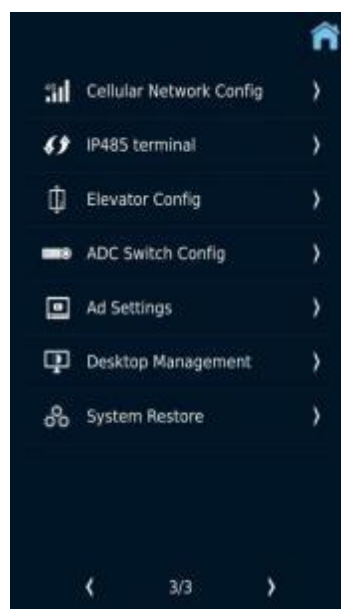 Cellular Network Config
IP485 terminal
Elevator Config
ADC Switch Config
Ad Settings
Desktop Management
System Restore
3/3